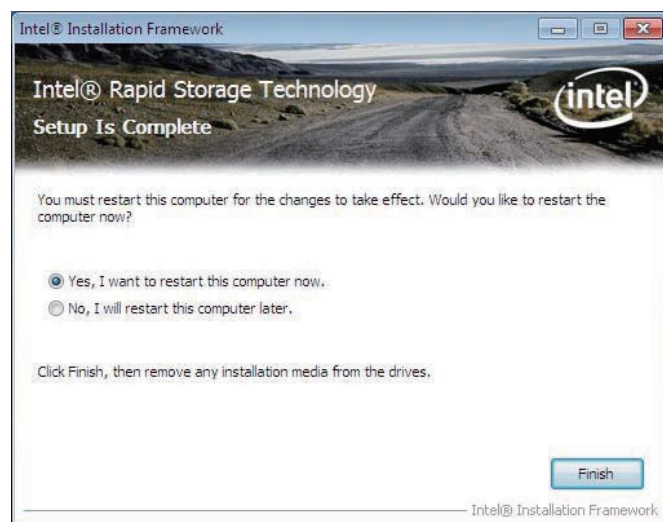 Intel® Installation Framework
Intel® Rapid Storage Technology
intel
Setup Is Complete
You must restart this computer for the changes to take effect. Would you like to restart the
computer now?
Yes, I want to restart this computer now.
No, I will restart this computer later.
Click Finish, then remove any installation media from the drives.
Finish
Intel® Installation Framework